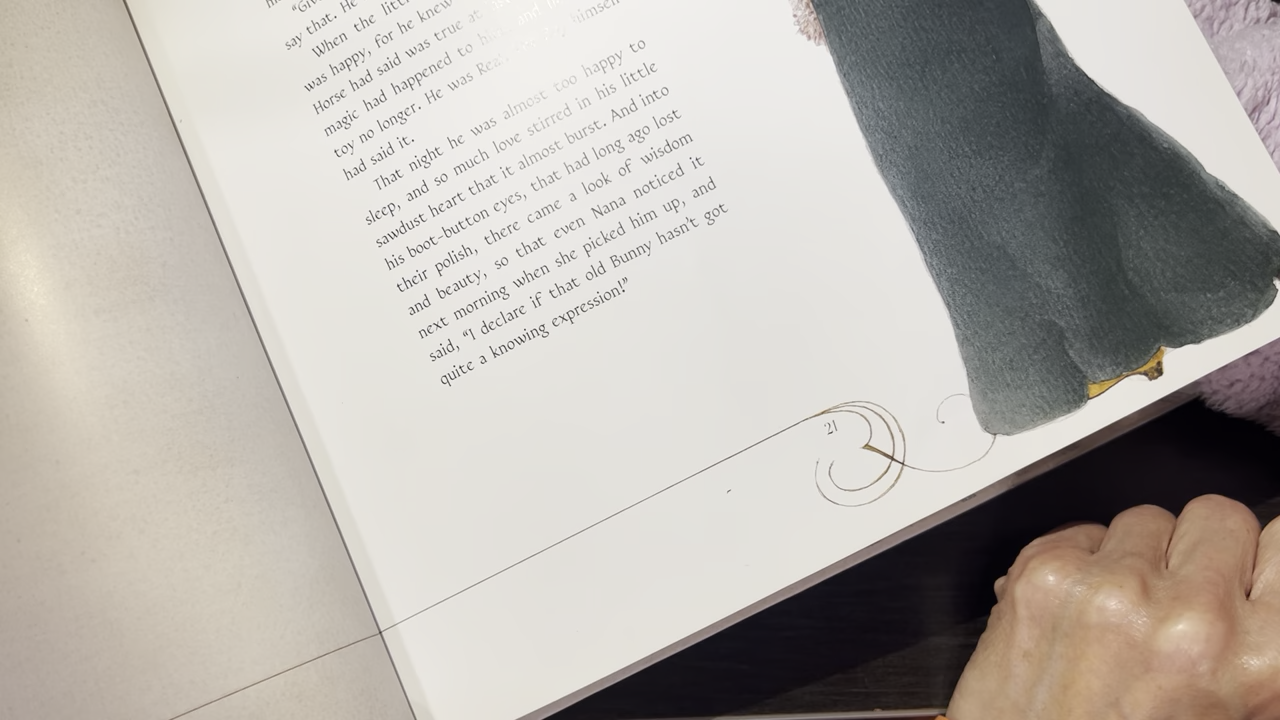 "Giv
say that. He
When the littl
was happy, for he knew
Horse had said was true at
magic had happened to
toy no longer. He was Real
himself
had said it.
That night he was almost too happy to
sleep, and so much love stirred in his little
sawdust heart that it almost burst. And into
his boot-button eyes, that had long ago lost
their polish, there came a look of wisdom
and beauty, so that even Nana noticed it
next morning when she picked him up, and
said, "I declare if that old Bunny hasn't got
quite a knowing expression!"
21